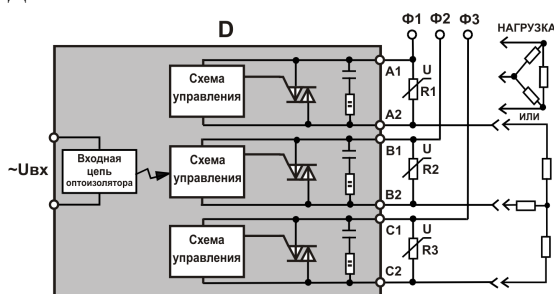 Ф1 Ф2 Ф3
D
НАГРУЗКА
A1
U
R1
Схема
управления
A2
ИЛИ
B1
U
R2
~Uвх
Входная
цепь
оптоизолятора
Схема
управления
B2
C1
U
R3
Схема
управления
C2